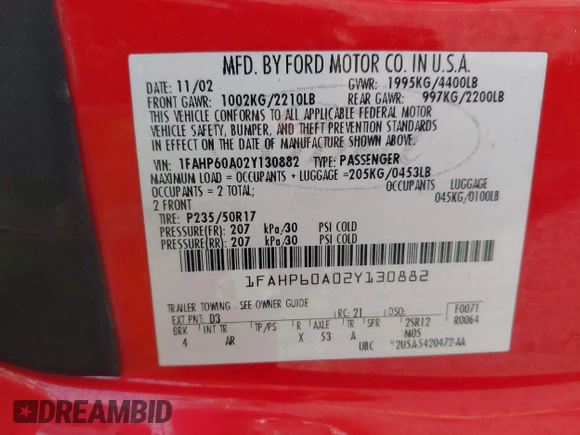 MFD. BY FORD MOTOR CO. IN U.S.A.
DATE: 11/02 GVWR: 1995KG/4400LB
FRONT GAWR: 1002KG/2210LB REAR GAWR: 997KG/2200LB
THIS VEHICLE CONFORMS TO ALL APPLICABLE FEDERAL MOTOR
VEHICLE SAFETY, BUMPER, AND THEFT PREVENTION STANDARDS
IN EFFECT ON THE DATE OF MANUFACTURE SHOWN ABOVE.
VIN: 1FAHP60A02Y130882 TYPE: PASSENGER
MAXIMUM LOAD = OCCUPANTS + LUGGAGE = 205KG/0453LB
OCCUPANTS = 2 TOTAL; LUGGAGE
2 FRONT 045KG/0100LB
TIRE: P235/50R17
PRESSURE(FR): 207 kPa/30 PSI COLD
PRESSURE(RR): 207 kPa/30 PSI COLD
1FAHP60A02Y130882
TRAILER TOWING - SEE OWNER GUIDE
EXT PNT: D3 RC: 21 DSO: F0071
BRK INT TR TP/PS R AXLE TR SPR 2SR12 R0064
4 AR X 53 A M05
UBC 2U5A-5420472-AA
DREAMBID